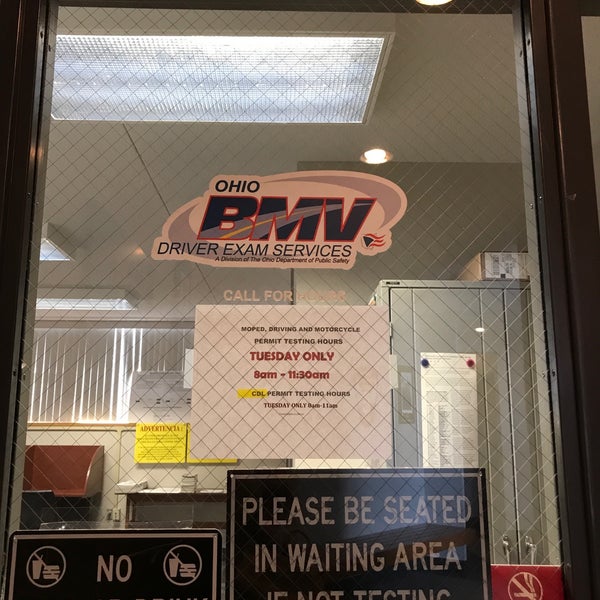 OHIO
BMV
DRIVER EXAM SERVICES
A Division of The Ohio Department of Public Safety
CALL FOR HOURS
MOPED, DRIVING AND MOTORCYCLE
PERMIT TESTING HOURS
TUESDAY ONLY
8am - 11:30am
CDL PERMIT TESTING HOURS
TUESDAY ONLY 8am-11am
ADVERTENCIA
PLEASE BE SEATED
IN WAITING AREA
IF NOT TESTING
NO